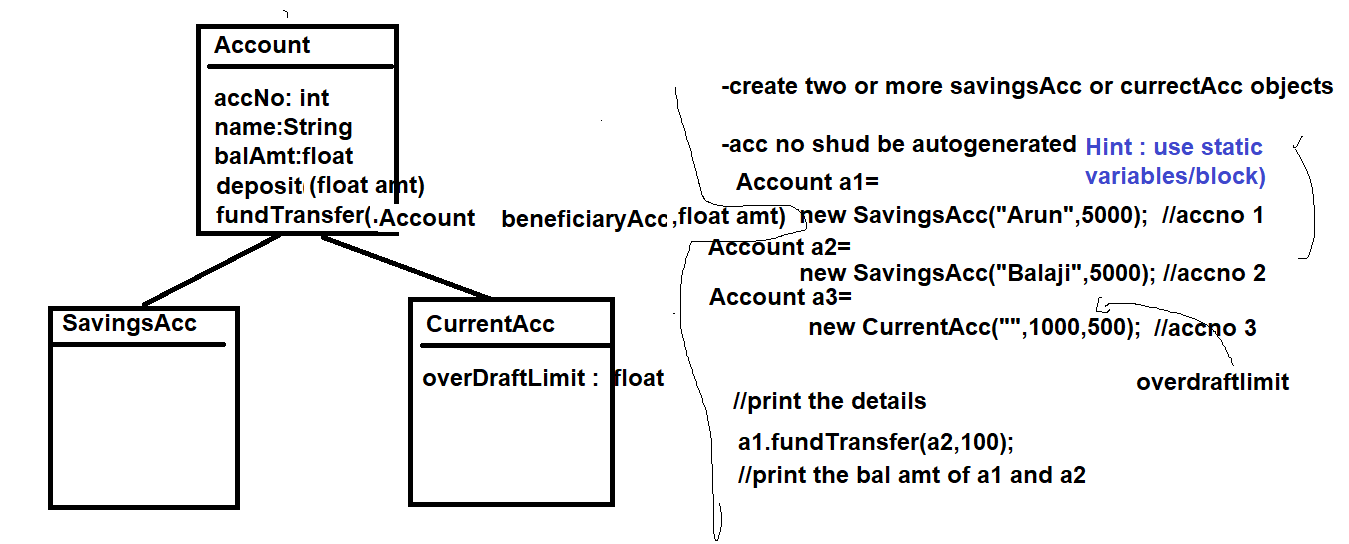 Account
accNo: int
name:String
balAmt:float
deposit (float amt)
fundTransfer(.Account beneficiaryAcc,float amt)
SavingsAcc
CurrentAcc
overDraftLimit : float
-create two or more savingsAcc or currectAcc objects
-acc no shud be autogenerated Hint : use static
variables/block)
Account a1=
new SavingsAcc("Arun",5000); //accno 1
Account a2=
new SavingsAcc("Balaji",5000); //accno 2
Account a3=
new CurrentAcc("",1000,500); //accno 3
overdraftlimit
//print the details
a1.fundTransfer(a2,100);
//print the bal amt of a1 and a2